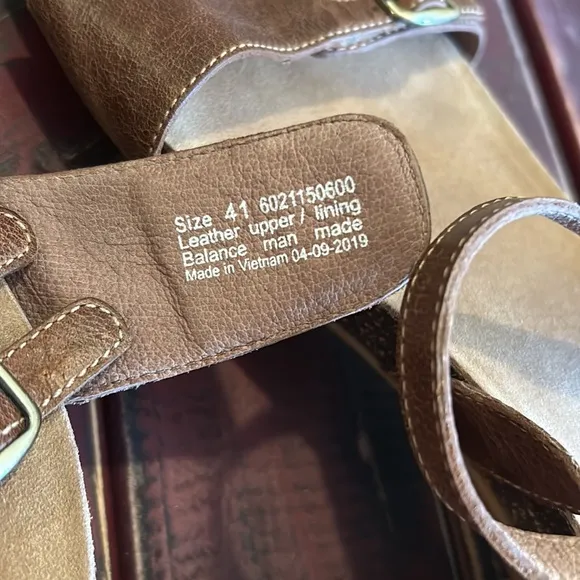 Size 41 6021150600
Leather upper / lining
Balance man made
Made in Vietnam 04-09-2019